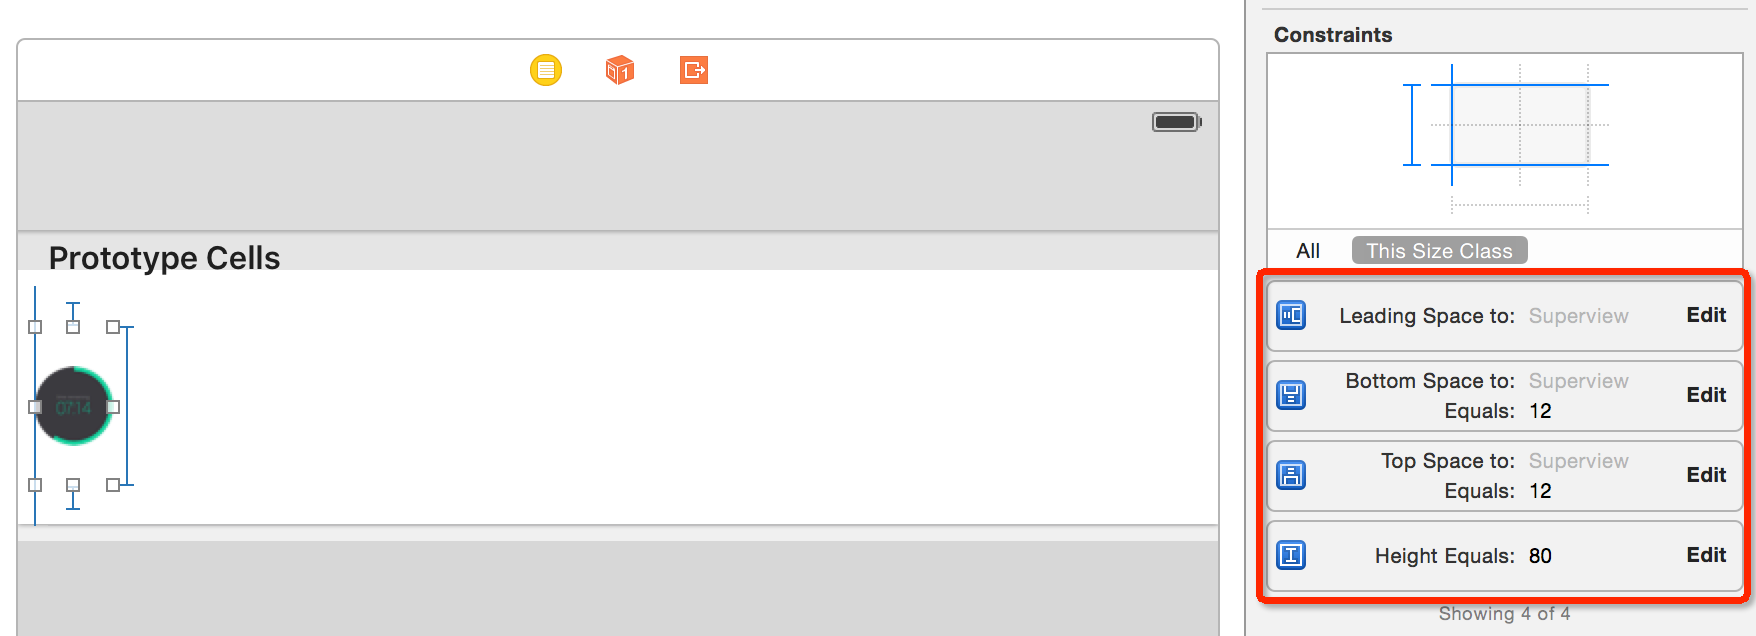 Prototype Cells
07:14
Constraints
All
This Size Class
Leading Space to: Superview Edit
Bottom Space to: Superview
Equals: 12 Edit
Top Space to: Superview
Equals: 12 Edit
Height Equals: 80 Edit
Showing 4 of 4